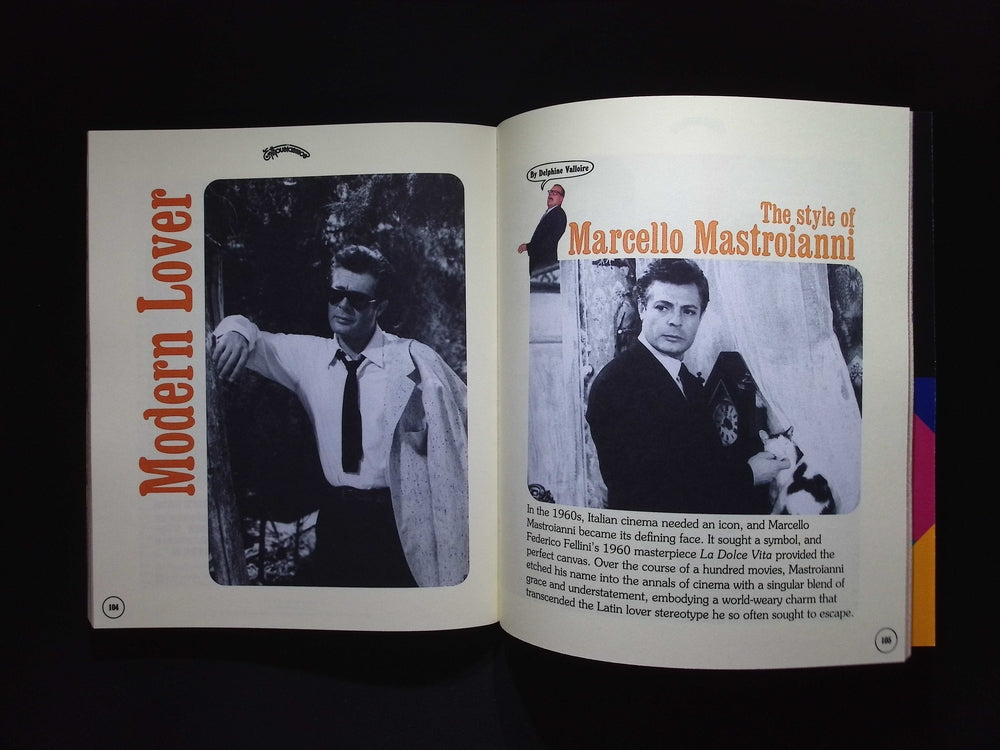 Modern Lover
104
By Delphine Valloire
The style of
Marcello Mastroianni
In the 1960s, Italian cinema needed an icon, and Marcello
Mastroianni became its defining face. It sought a symbol, and
Federico Fellini's 1960 masterpiece La Dolce Vita provided the
perfect canvas. Over the course of a hundred movies, Mastroianni
etched his name into the annals of cinema with a singular blend of
grace and understatement, embodying a world-weary charm that
transcended the Latin lover stereotype he so often sought to escape.
105